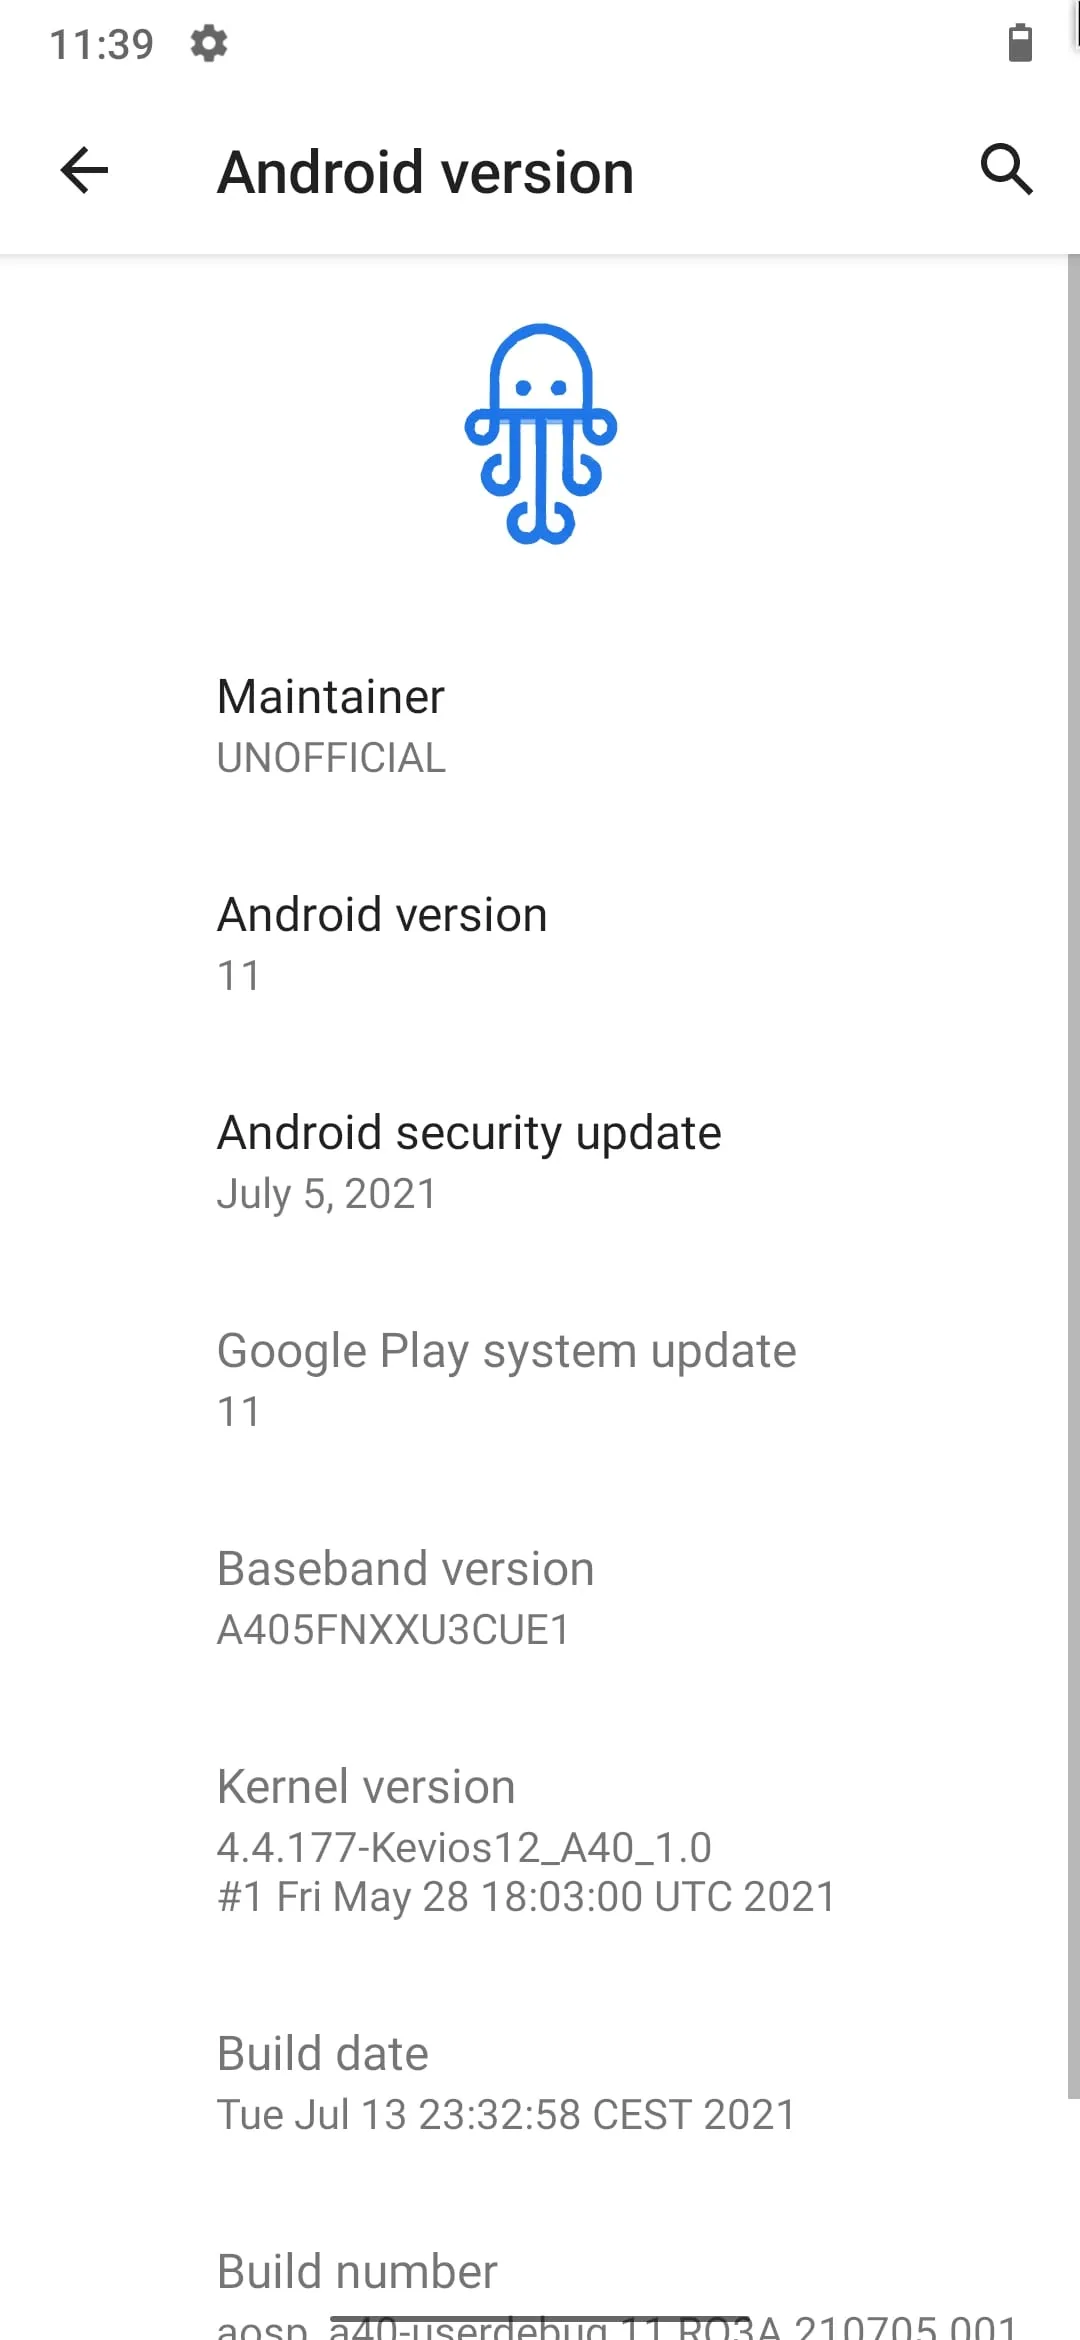 11:39
Android version
Maintainer
UNOFFICIAL
Android version
11
Android security update
July 5, 2021
Google Play system update
11
Baseband version
A405FNXXU3CUE1
Kernel version
4.4.177-Kevios12_A40_1.0
#1 Fri May 28 18:03:00 UTC 2021
Build date
Tue Jul 13 23:32:58 CEST 2021
Build number
aosp_a40-userdebug 11 RQ3A.210705.001